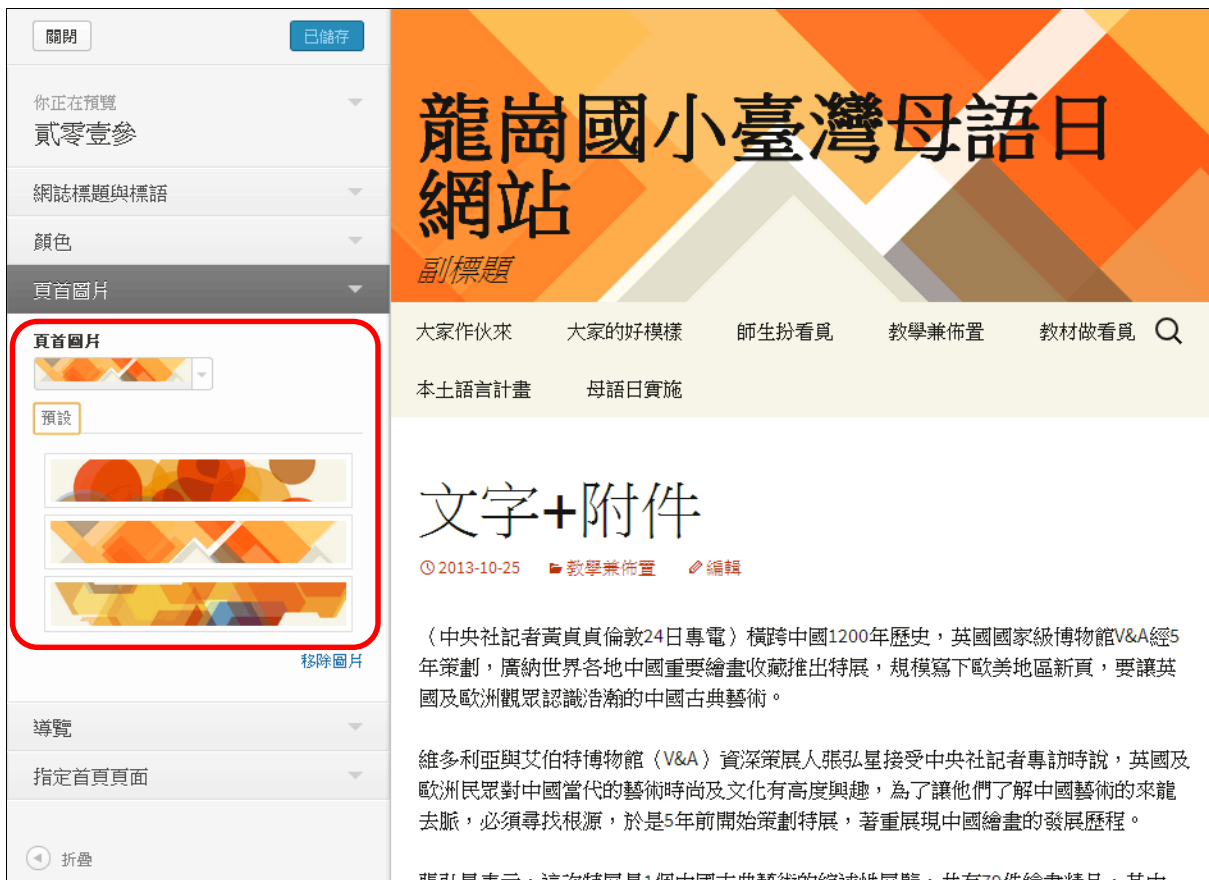 關閉
已儲存
你正在預覽
貳零壹參
網誌標題與標語
顏色
頁首圖片
頁首圖片
預設
移除圖片
導覽
指定首頁頁面
折疊
龍崗國小臺灣母語日
網站
副標題
大家作伙來 大家的好模樣 師生扮看覓 教學兼佈置 教材做看覓
本土語言計畫 母語日實施
文字+附件
2013-10-25 教學兼佈置 編輯
（中央社記者黃貞貞倫敦24日專電）橫跨中國1200年歷史，英國國家級博物館V&A經5
年策劃，廣納世界各地中國重要繪畫收藏推出特展，規模寫下歐美地區新頁，要讓英
國及歐洲觀眾認識浩瀚的中國古典藝術。
維多利亞與艾伯特博物館（V&A）資深策展人張弘星接受中央社記者專訪時說，英國及
歐洲民眾對中國當代的藝術時尚及文化有高度興趣，為了讓他們了解中國藝術的來龍
去脈，必須尋找根源，於是5年前開始策劃特展，著重展現中國繪畫的發展歷程。